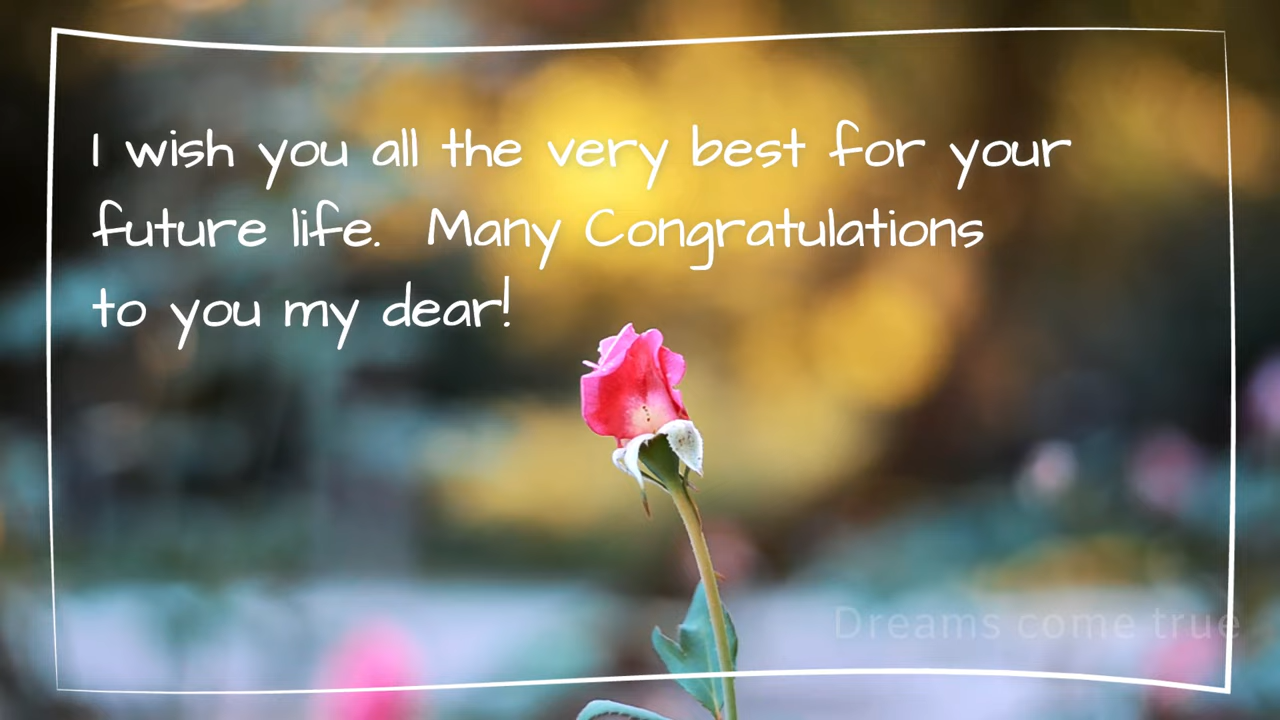 I wish you all the very best for your
future life.  Many Congratulations
to you my dear!
Dreams come true